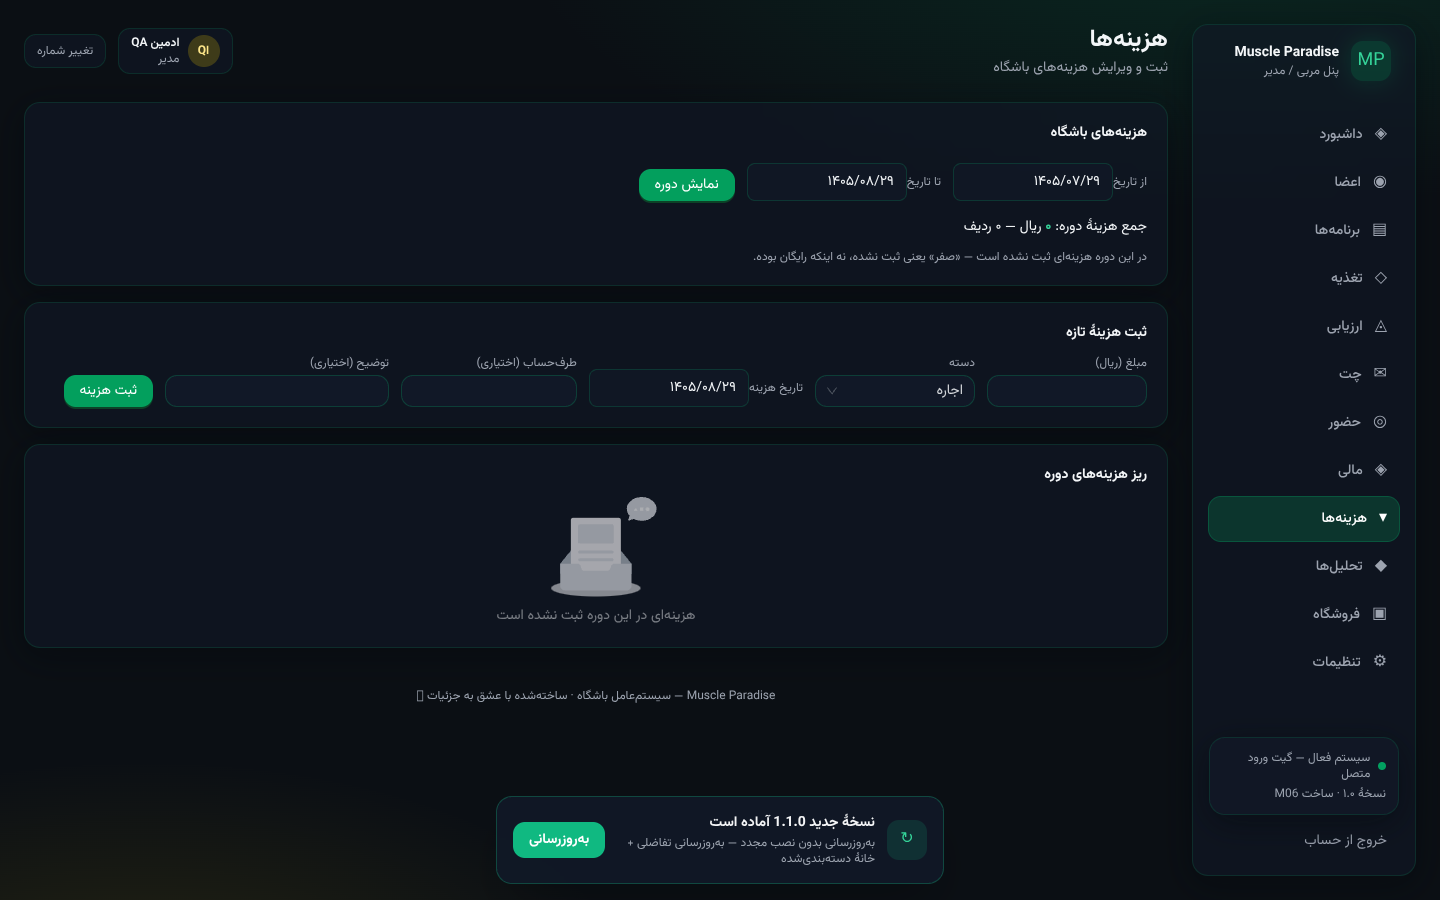 Muscle Paradise
MP
پنل مربی / مدیر
داشبورد
اعضا
برنامه‌ها
تغذیه
ارزیابی
چت
حضور
مالی
هزینه‌ها
تحلیل‌ها
فروشگاه
تنظیمات
سیستم فعال — گیت ورود
متصل
نسخهٔ ۱.۰ · ساخت M06
خروج از حساب
هزینه‌ها
ثبت و ویرایش هزینه‌های باشگاه
Qا
ادمین QA
مدیر
تغییر شماره
هزینه‌های باشگاه
از تاریخ ۱۴۰۵/۰۷/۲۹ تا تاریخ ۱۴۰۵/۰۸/۲۹ نمایش دوره
جمع هزینهٔ دوره: ۰ ریال — ۰ ردیف
در این دوره هزینه‌ای ثبت نشده است — «صفر» یعنی ثبت نشده، نه اینکه رایگان بوده.
ثبت هزینهٔ تازه
مبلغ (ریال) دسته طرف‌حساب (اختیاری) توضیح (اختیاری)
اجاره تاریخ هزینه ۱۴۰۵/۰۸/۲۹ ثبت هزینه
ریز هزینه‌های دوره
هزینه‌ای در این دوره ثبت نشده است
Muscle Paradise — سیستم‌عامل باشگاه · ساخته‌شده با عشق به جزئیات
نسخهٔ جدید 1.1.0 آماده است
به‌روزرسانی بدون نصب مجدد — به‌روزرسانی تفاضلی +
خانهٔ دسته‌بندی‌شده
به‌روزرسانی